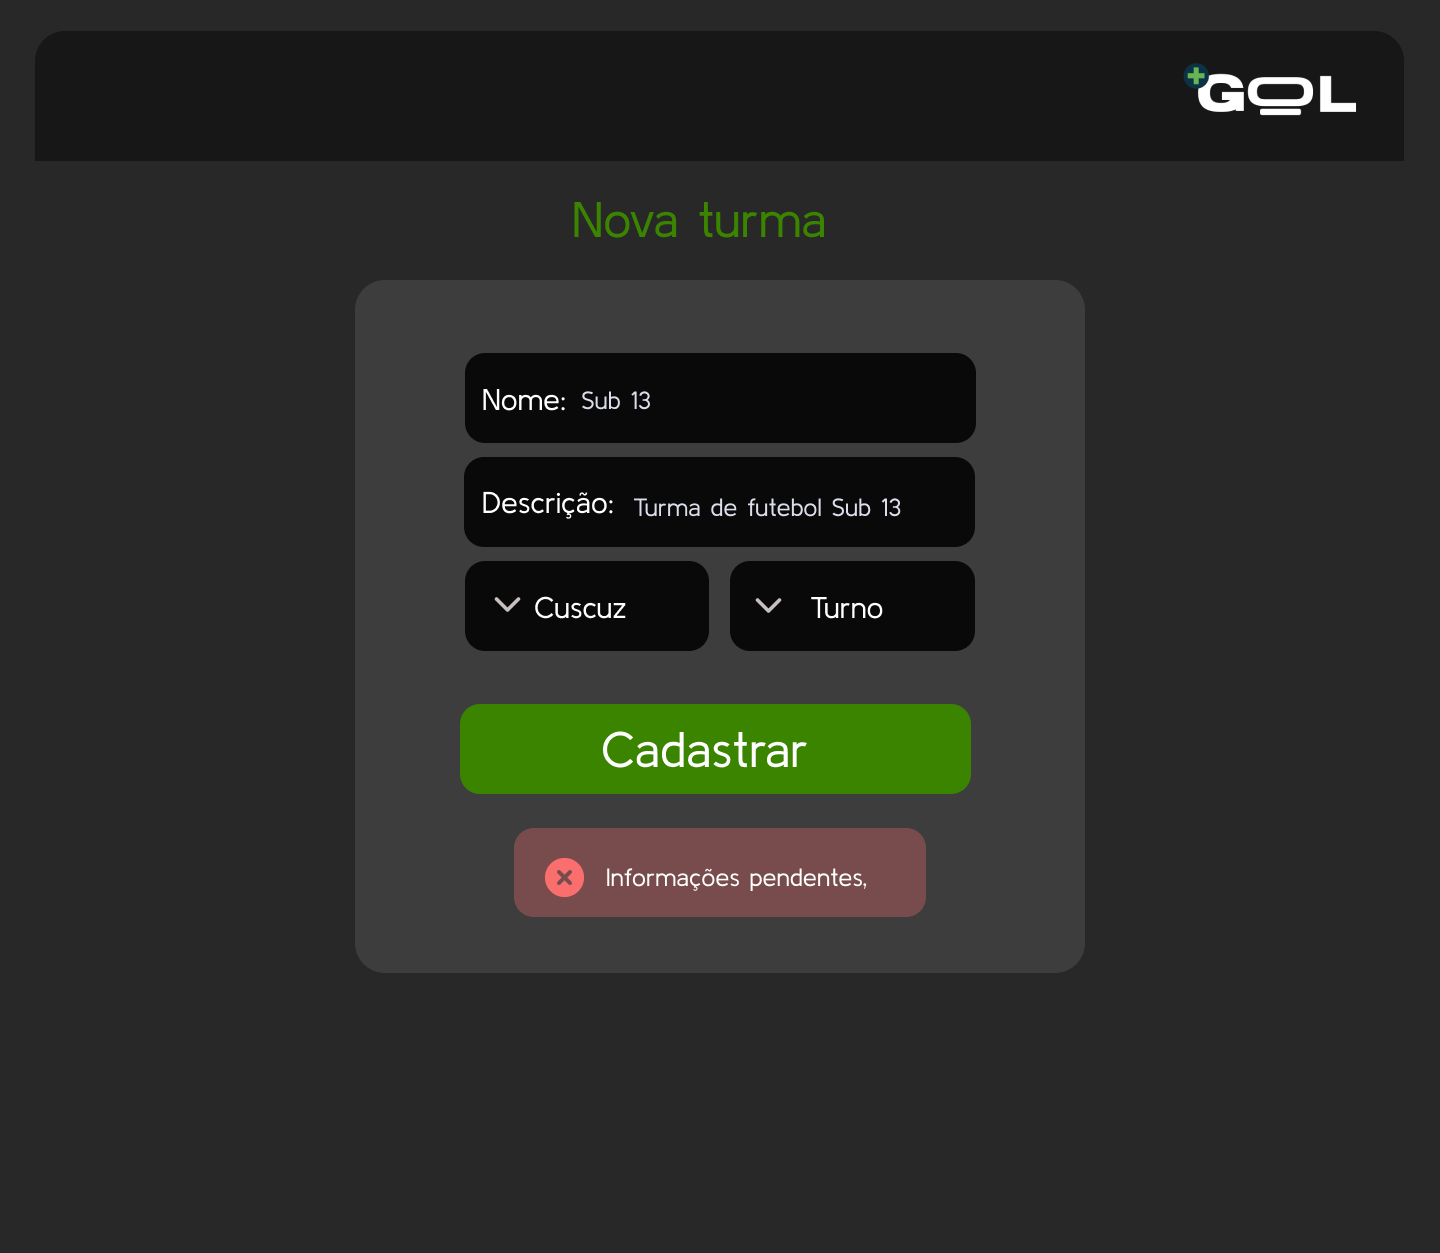 GOL
Nova turma
Nome: Sub 13
Descrição: Turma de futebol Sub 13
Cuscuz Turno
Cadastrar
Informações pendentes,